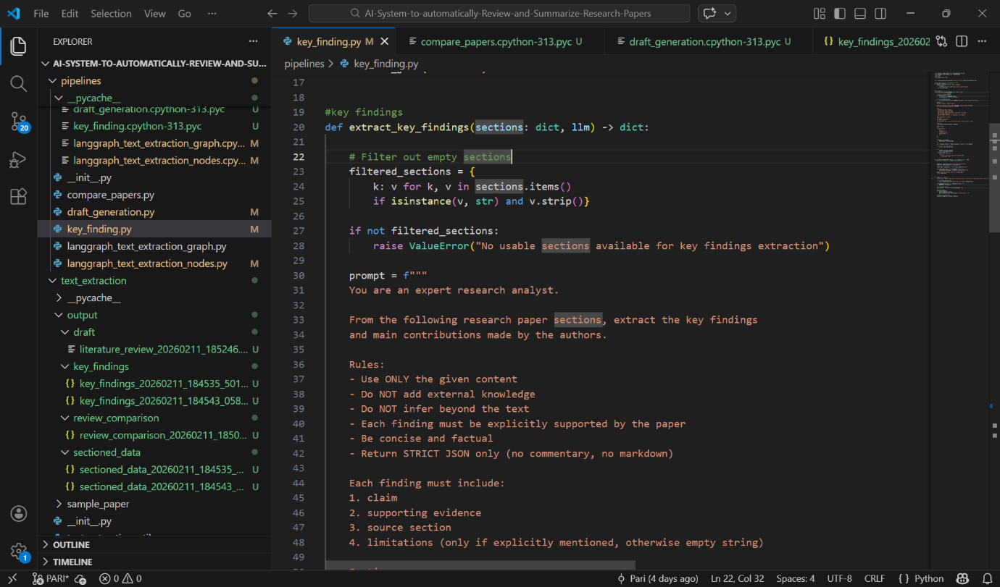 File Edit Selection View Go ···
AI-System-to-automatically-Review-and-Summarize-Research-Papers
EXPLORER ···
AI-SYSTEM-TO-AUTOMATICALLY-REVIEW-AND-SU...
pipelines
__pycache__
draft_generation.cpython-313.pyc U
key_finding.cpython-313.pyc U
langgraph_text_extraction_graph.cpy... M
langgraph_text_extraction_nodes.cpy... M
__init__.py
compare_papers.py
draft_generation.py M
key_finding.py M
langgraph_text_extraction_graph.py
langgraph_text_extraction_nodes.py M
text_extraction
__pycache__
output
draft
literature_review_20260211_185246.... U
key_findings
key_findings_20260211_184535_501... U
key_findings_20260211_184543_058... U
review_comparison
review_comparison_20260211_1850... U
sectioned_data
sectioned_data_20260211_184535_... U
sectioned_data_20260211_184543_... U
sample_paper
__init__.py
OUTLINE
TIMELINE
20
1
key_finding.py M
compare_papers.cpython-313.pyc U
draft_generation.cpython-313.pyc U
key_findings_202602
pipelines > key_finding.py
17
18
19 #key findings
20 def extract_key_findings(sections: dict, llm) -> dict:
21
22 # Filter out empty sections
23 filtered_sections = {
24 k: v for k, v in sections.items()
25 if isinstance(v, str) and v.strip()}
26
27 if not filtered_sections:
28 raise ValueError("No usable sections available for key findings extraction")
29
30 prompt = f"""
31 You are an expert research analyst.
32
33 From the following research paper sections, extract the key findings
34 and main contributions made by the authors.
35
36 Rules:
37 - Use ONLY the given content
38 - Do NOT add external knowledge
39 - Do NOT infer beyond the text
40 - Each finding must be explicitly supported by the paper
41 - Be concise and factual
42 - Return STRICT JSON only (no commentary, no markdown)
43
44 Each finding must include:
45 1. claim
46 2. supporting evidence
47 3. source section
48 4. limitations (only if explicitly mentioned, otherwise empty string)
49
PARI* 0 0
Pari (4 days ago) Ln 22, Col 32 Spaces: 4 UTF-8 CRLF {} Python